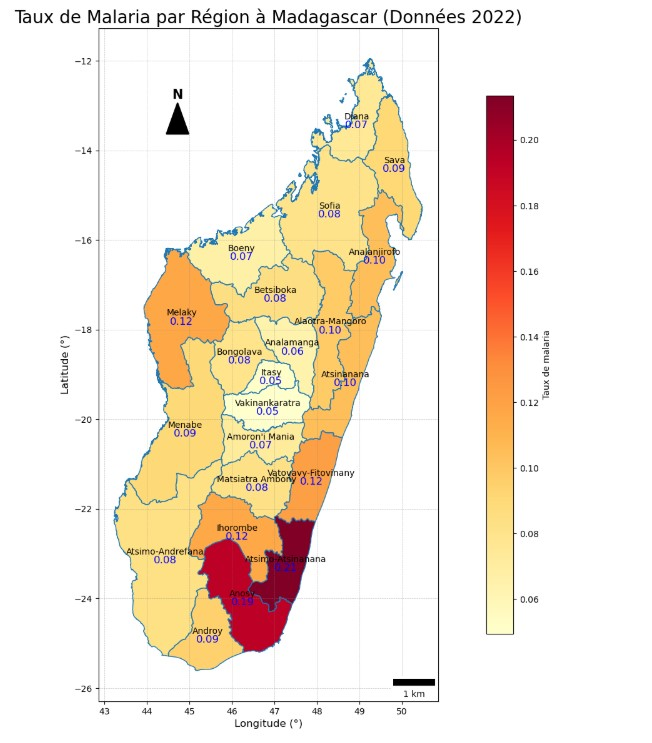 Taux de Malaria par Région à Madagascar (Données 2022)
N
−12
−14
−16
−18
−20
−22
−24
−26
Latitude (°)
Diana
0.07
Sava
0.09
Sofia
0.08
Boeny
0.07
Analanjirofo
0.10
Betsiboka
0.08
Melaky
0.12
Alaotra-Mangoro
0.10
Analamanga
0.06
Bongolava
0.08
Itasy
0.05
Atsinanana
0.10
Vakinankaratra
0.05
Menabe
0.09
Amoron'i Mania
0.07
Vatovavy-Fitovinany
0.12
Matsiatra Ambony
0.08
Ihorombe
0.12
Atsimo-Andrefana
0.08
Atsimo-Atsinanana
Anosy
0.19
Androy
0.09
1 km
43 44 45 46 47 48 49 50
Longitude (°)
0.20
0.18
0.16
0.14
0.12
0.10
0.08
0.06
Taux de malaria